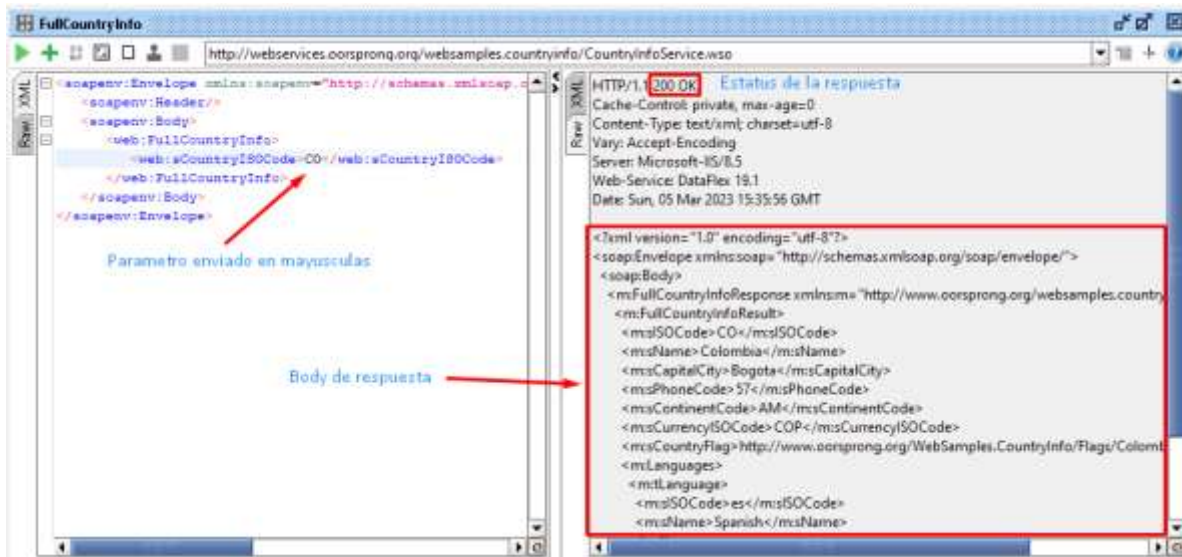 FullCountryInfo
http://webservices.oorsprong.org/websamples.countryinfo/CountryInfoService.wso
XML
Raw
<soapenv:Envelope xmlns:soapenv="http://schemas.xmlsoap.o
<soapenv:Header/>
<soapenv:Body>
<web:FullCountryInfo>
<web:sCountryISOCode>CO</web:sCountryISOCode>
</web:FullCountryInfo>
</soapenv:Body>
</soapenv:Envelope>
Parametro enviado en mayusculas
Body de respuesta
XML
Raw
HTTP/1.1 200 OK Estatus de la respuesta
Cache-Control: private, max-age=0
Content-Type: text/xml; charset=utf-8
Vary: Accept-Encoding
Server: Microsoft-IIS/8.5
Web-Service: DataFlex 19.1
Date: Sun, 05 Mar 2023 15:35:56 GMT
<?xml version="1.0" encoding="utf-8"?>
<soap:Envelope xmlns:soap="http://schemas.xmlsoap.org/soap/envelope/">
<soap:Body>
<m:FullCountryInfoResponse xmlns:m="http://www.oorsprong.org/websamples.country
<m:FullCountryInfoResult>
<m:sISOCode>CO</m:sISOCode>
<m:sName>Colombia</m:sName>
<m:sCapitalCity>Bogota</m:sCapitalCity>
<m:sPhoneCode>57</m:sPhoneCode>
<m:sContinentCode>AM</m:sContinentCode>
<m:sCurrencyISOCode>COP</m:sCurrencyISOCode>
<m:sCountryFlag>http://www.oorsprong.org/WebSamples.CountryInfo/Flags/Colomb
<m:Languages>
<m:tLanguage>
<m:sISOCode>es</m:sISOCode>
<m:sName>Spanish</m:sName>